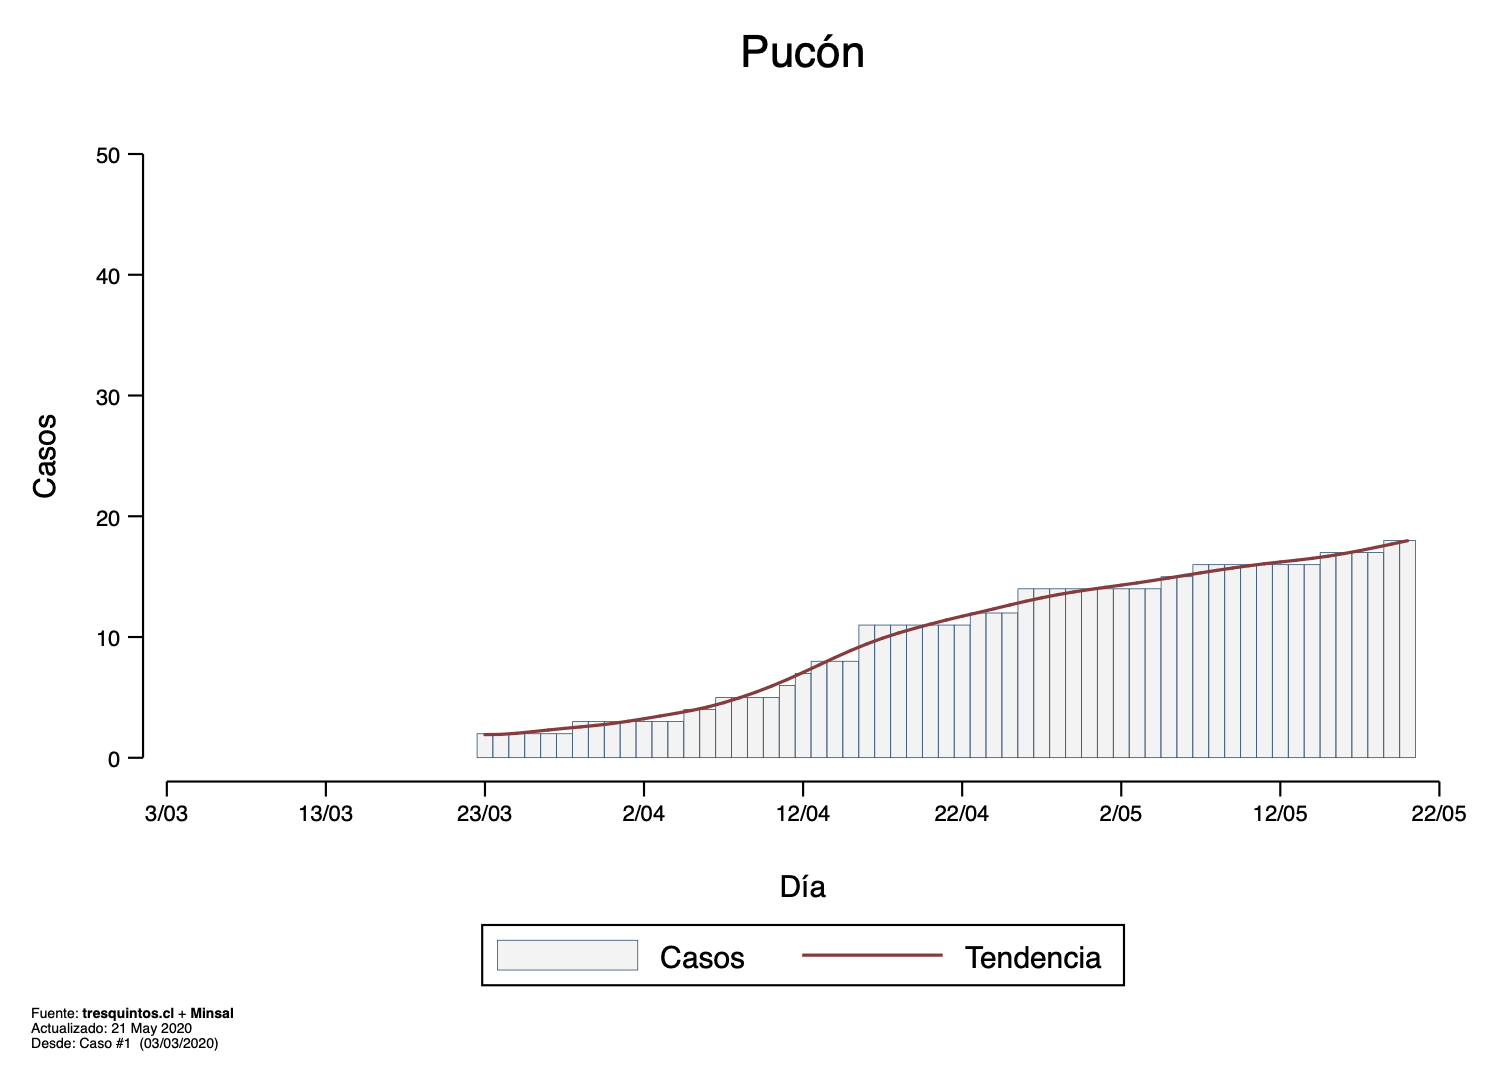 Pucón
50
40
30
20
10
0
Casos
3/03 13/03 23/03 2/04 12/04 22/04 2/05 12/05 22/05
Día
Casos Tendencia
Fuente: tresquintos.cl + Minsal
Actualizado: 21 May 2020
Desde: Caso #1 (03/03/2020)